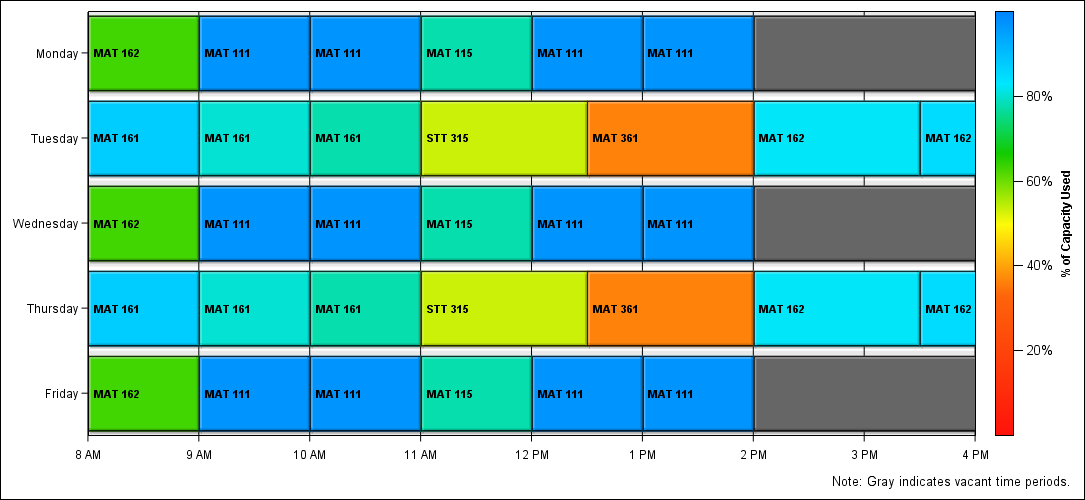 Monday MAT 162 MAT 111 MAT 111 MAT 115 MAT 111 MAT 111
Tuesday MAT 161 MAT 161 MAT 161 STT 315 MAT 361 MAT 162 MAT 162
Wednesday MAT 162 MAT 111 MAT 111 MAT 115 MAT 111 MAT 111
Thursday MAT 161 MAT 161 MAT 161 STT 315 MAT 361 MAT 162 MAT 162
Friday MAT 162 MAT 111 MAT 111 MAT 115 MAT 111 MAT 111
8 AM 9 AM 10 AM 11 AM 12 PM 1 PM 2 PM 3 PM 4 PM
80%
60%
40%
20%
% of Capacity Used
Note: Gray indicates vacant time periods.